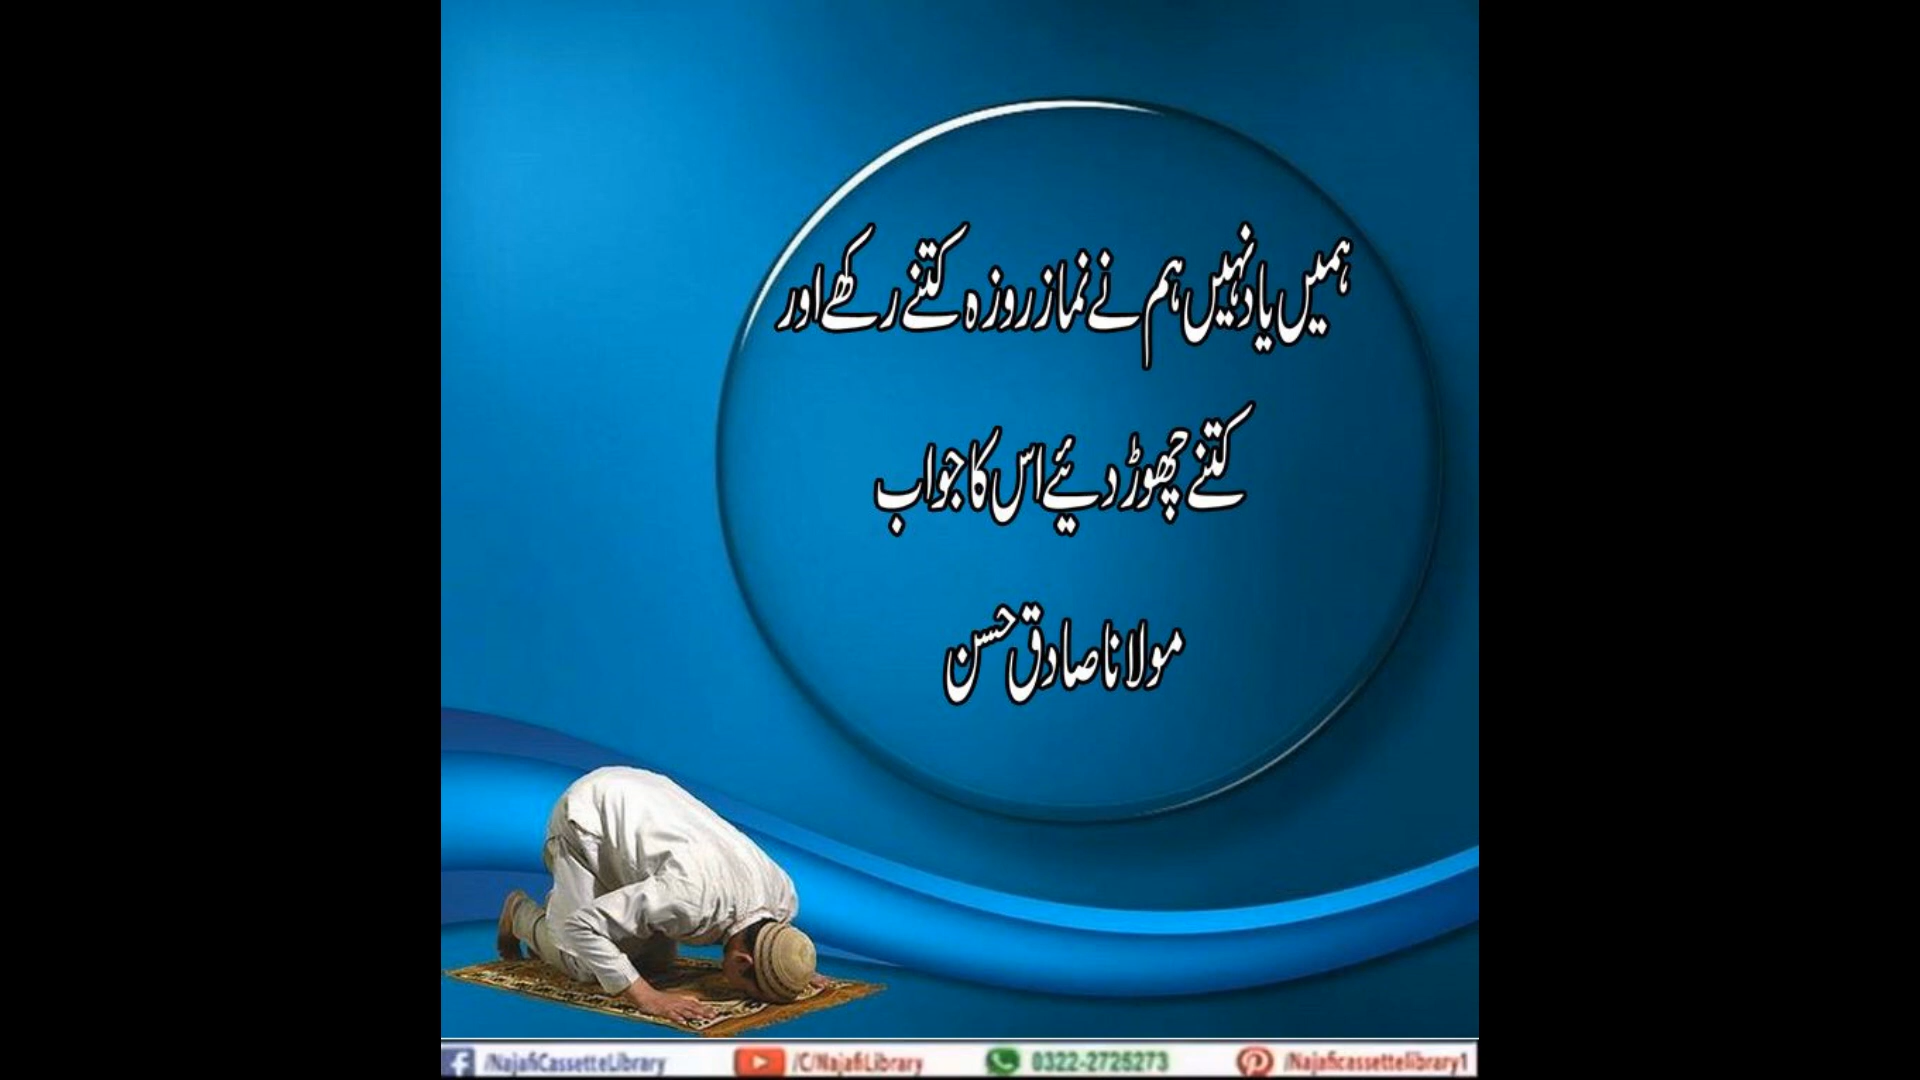 ہمیں یاد نہیں ہم نے نماز روزہ کتنے رکھے اور
کتنے چھوڑ دئیے اس کا جواب
مولانا صادق حسن
/NajafiCassetteLibrary /C/NajafiLibrary 0322-2725273 /Najaficassettelibrary1